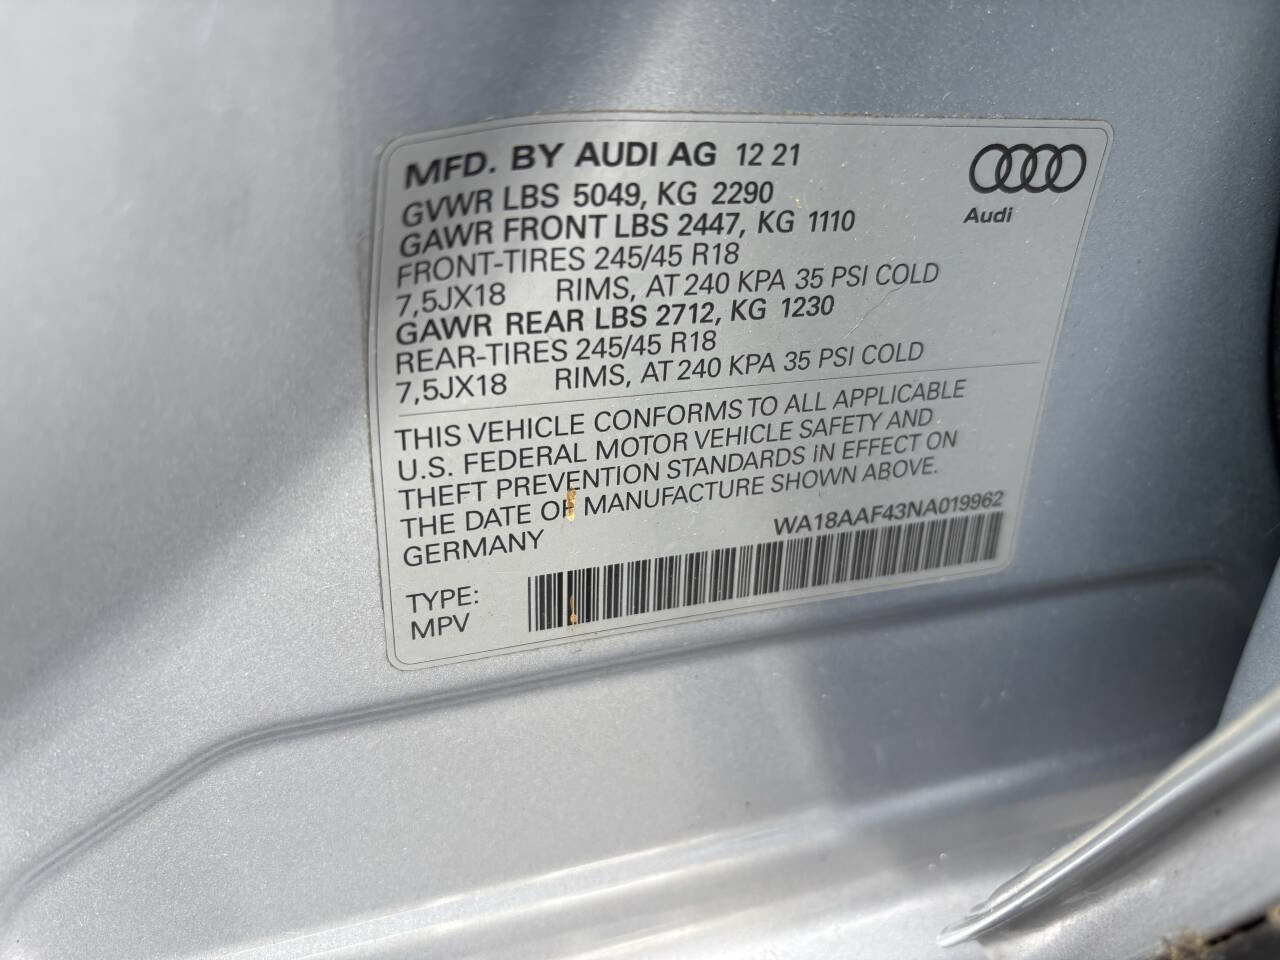 MFD. BY AUDI AG 12 21
GVWR LBS 5049, KG 2290
GAWR FRONT LBS 2447, KG 1110
FRONT-TIRES 245/45 R18
7,5JX18 RIMS, AT 240 KPA 35 PSI COLD
GAWR REAR LBS 2712, KG 1230
REAR-TIRES 245/45 R18
7,5JX18 RIMS, AT 240 KPA 35 PSI COLD
Audi
THIS VEHICLE CONFORMS TO ALL APPLICABLE
U.S. FEDERAL MOTOR VEHICLE SAFETY AND
THEFT PREVENTION STANDARDS IN EFFECT ON
THE DATE OF MANUFACTURE SHOWN ABOVE.
GERMANY
WA18AAF43NA019962
TYPE:
MPV